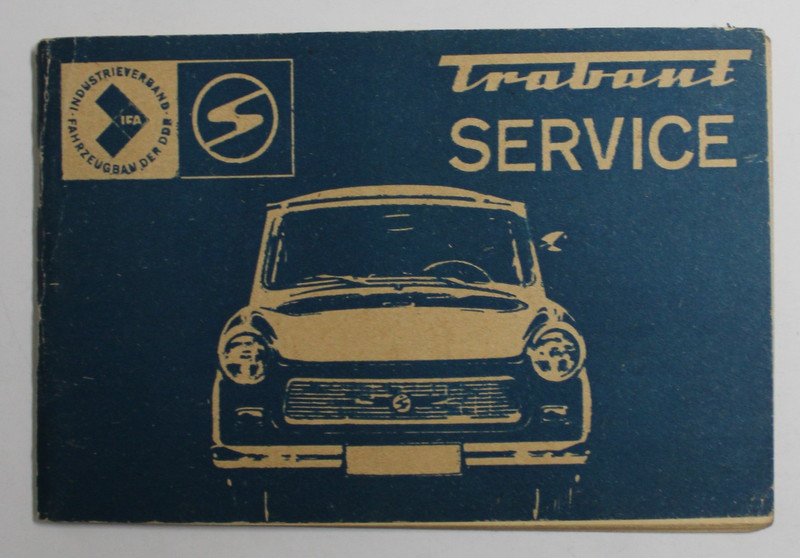 INDUSTRIEVERBAND
FAHRZEUGBAU DER DDR
IFA
Trabant
SERVICE